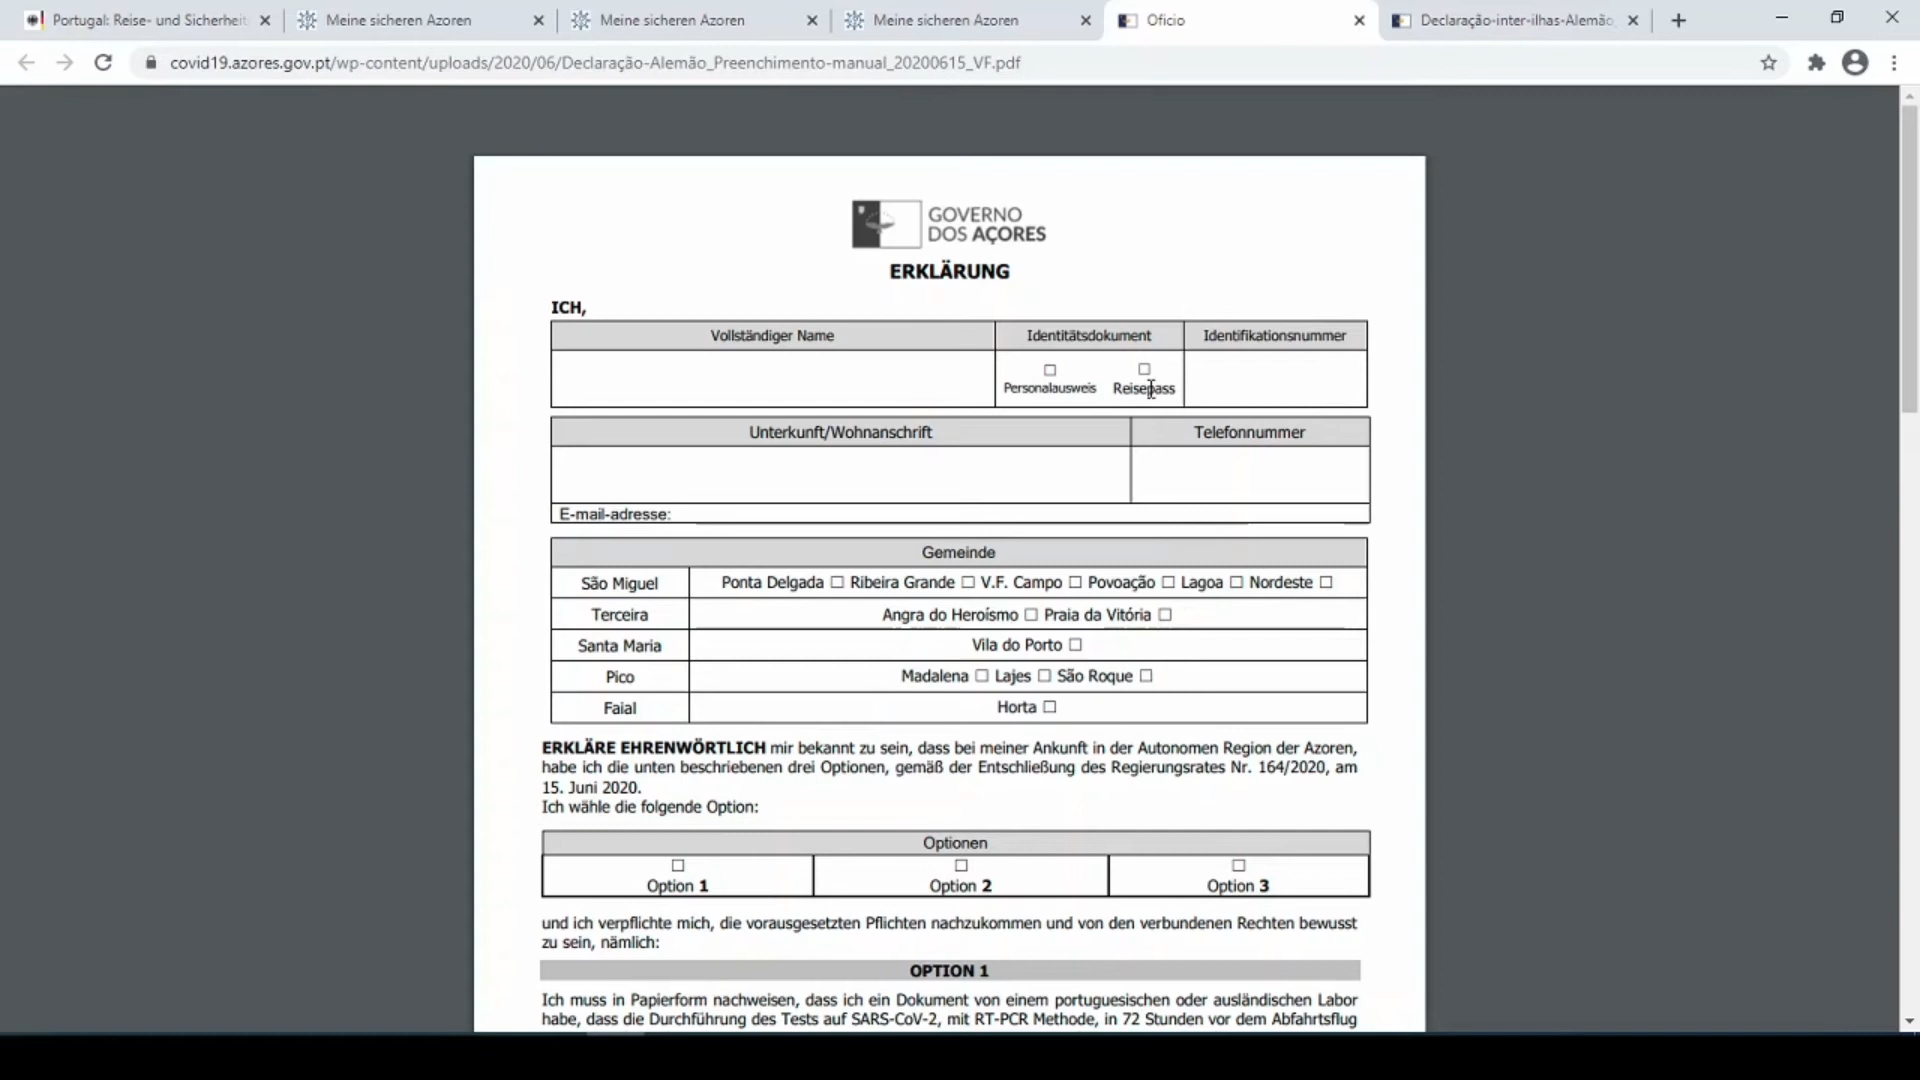 Portugal: Reise- und Sicherheit
Meine sicheren Azoren
Meine sicheren Azoren
Meine sicheren Azoren
Oficio
Declaração-inter-ilhas-Alemão
covid19.azores.gov.pt/wp-content/uploads/2020/06/Declaração-Alemão_Preenchimento-manual_20200615_VF.pdf
GOVERNO
DOS AÇORES
ERKLÄRUNG
ICH,
Vollständiger Name Identitätsdokument Identifikationsnummer
Personalausweis Reisepass
Unterkunft/Wohnanschrift Telefonnummer
E-mail-adresse:
Gemeinde
São Miguel Ponta Delgada ☐ Ribeira Grande ☐ V.F. Campo ☐ Povoação ☐ Lagoa ☐ Nordeste ☐
Terceira Angra do Heroísmo ☐ Praia da Vitória ☐
Santa Maria Vila do Porto ☐
Pico Madalena ☐ Lajes ☐ São Roque ☐
Faial Horta ☐
ERKLÄRE EHRENWÖRTLICH mir bekannt zu sein, dass bei meiner Ankunft in der Autonomen Region der Azoren,
habe ich die unten beschriebenen drei Optionen, gemäß der Entschließung des Regierungsrates Nr. 164/2020, am
15. Juni 2020.
Ich wähle die folgende Option:
Optionen
☐ ☐ ☐
Option 1 Option 2 Option 3
und ich verpflichte mich, die vorausgesetzten Pflichten nachzukommen und von den verbundenen Rechten bewusst
zu sein, nämlich:
OPTION 1
Ich muss in Papierform nachweisen, dass ich ein Dokument von einem portuguesischen oder ausländischen Labor
habe, dass die Durchführung des Tests auf SARS-CoV-2, mit RT-PCR Methode, in 72 Stunden vor dem Abfahrtsflug